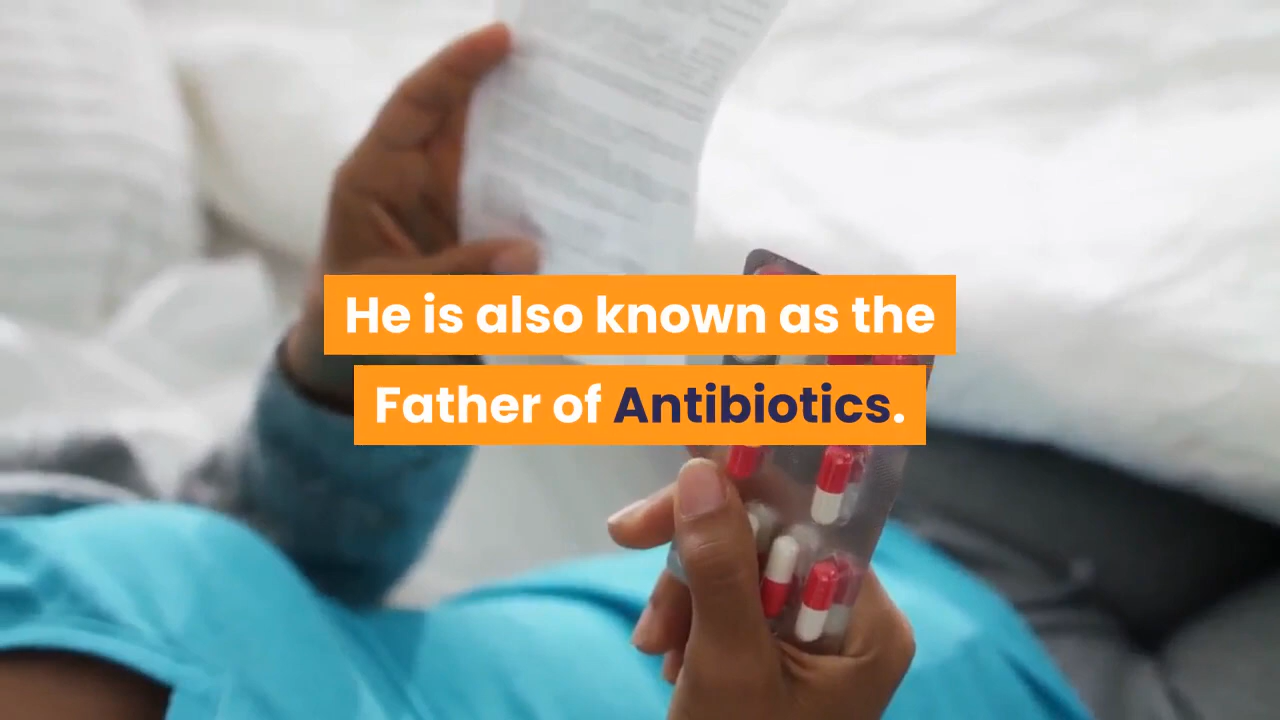 He is also known as the
Father of Antibiotics.